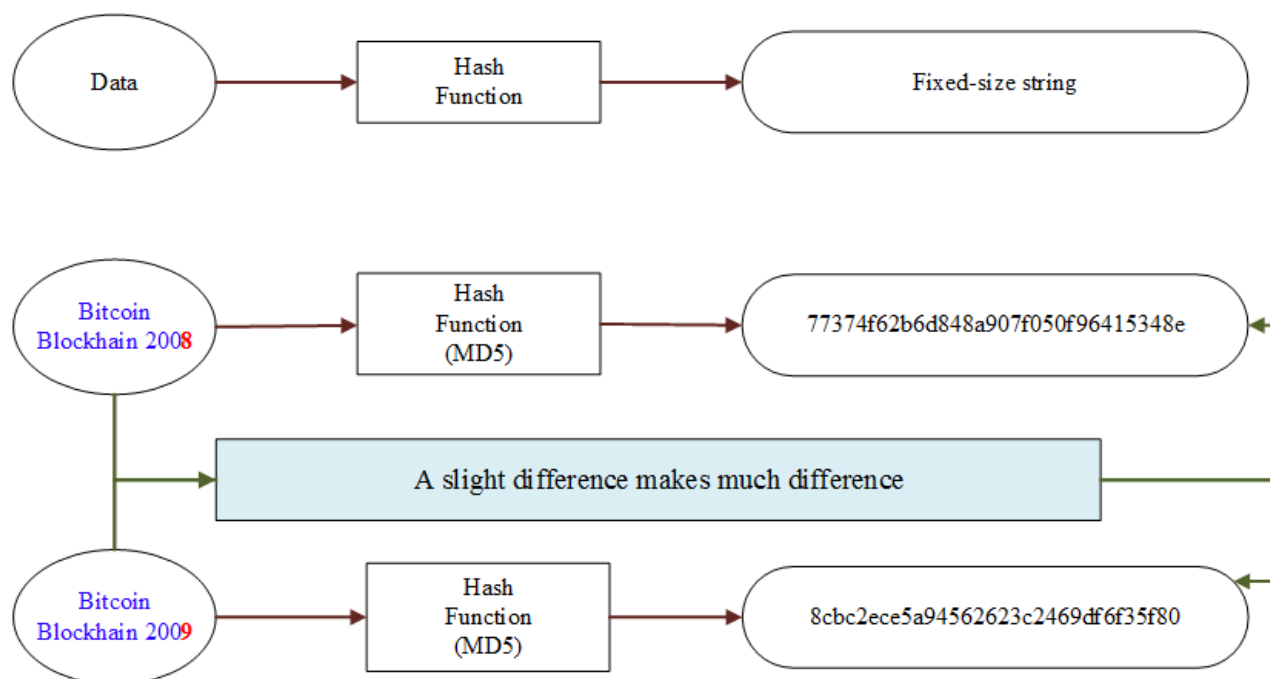 Data
Hash
Function
Fixed-size string
Bitcoin
Blockhain 2008
Hash
Function
(MD5)
77374f62b6d848a907f050f96415348e
A slight difference makes much difference
Bitcoin
Blockhain 2009
Hash
Function
(MD5)
8cbc2ece5a94562623c2469df6f35f80